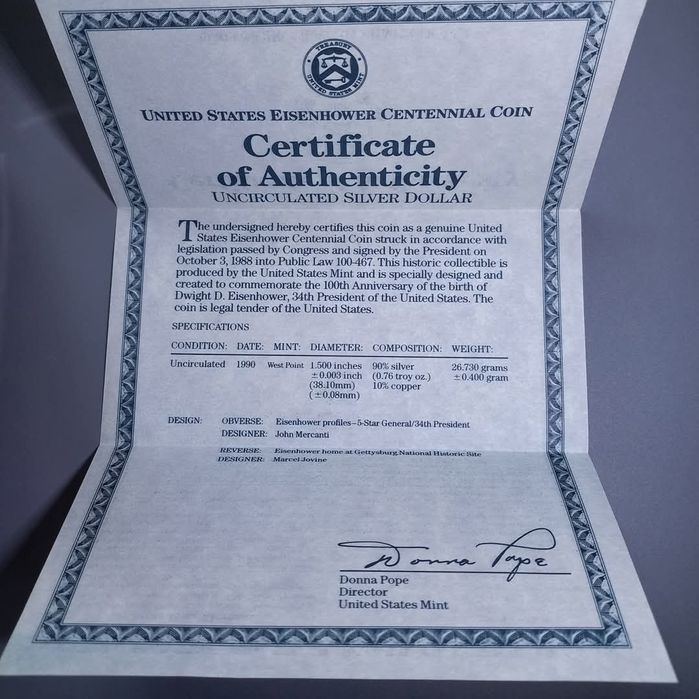 TREASURY
UNITED STATES MINT
UNITED STATES EISENHOWER CENTENNIAL COIN
Certificate
of Authenticity
UNCIRCULATED SILVER DOLLAR
The undersigned hereby certifies this coin as a genuine United
States Eisenhower Centennial Coin struck in accordance with
legislation passed by Congress and signed by the President on
October 3, 1988 into Public Law 100-467. This historic collectible is
produced by the United States Mint and is specially designed and
created to commemorate the 100th Anniversary of the birth of
Dwight D. Eisenhower, 34th President of the United States. The
coin is legal tender of the United States.
SPECIFICATIONS
CONDITION: DATE: MINT: DIAMETER: COMPOSITION: WEIGHT:
Uncirculated 1990 West Point 1.500 inches 90% silver 26.730 grams
±0.003 inch (0.76 troy oz.) ±0.400 gram
(38.10mm) 10% copper
(±0.08mm)
DESIGN: OBVERSE: Eisenhower profiles–5-Star General/34th President
DESIGNER: John Mercanti
REVERSE: Eisenhower home at Gettysburg National Historic Site
DESIGNER: Marcel Jovine
Donna Pope
Donna Pope
Director
United States Mint